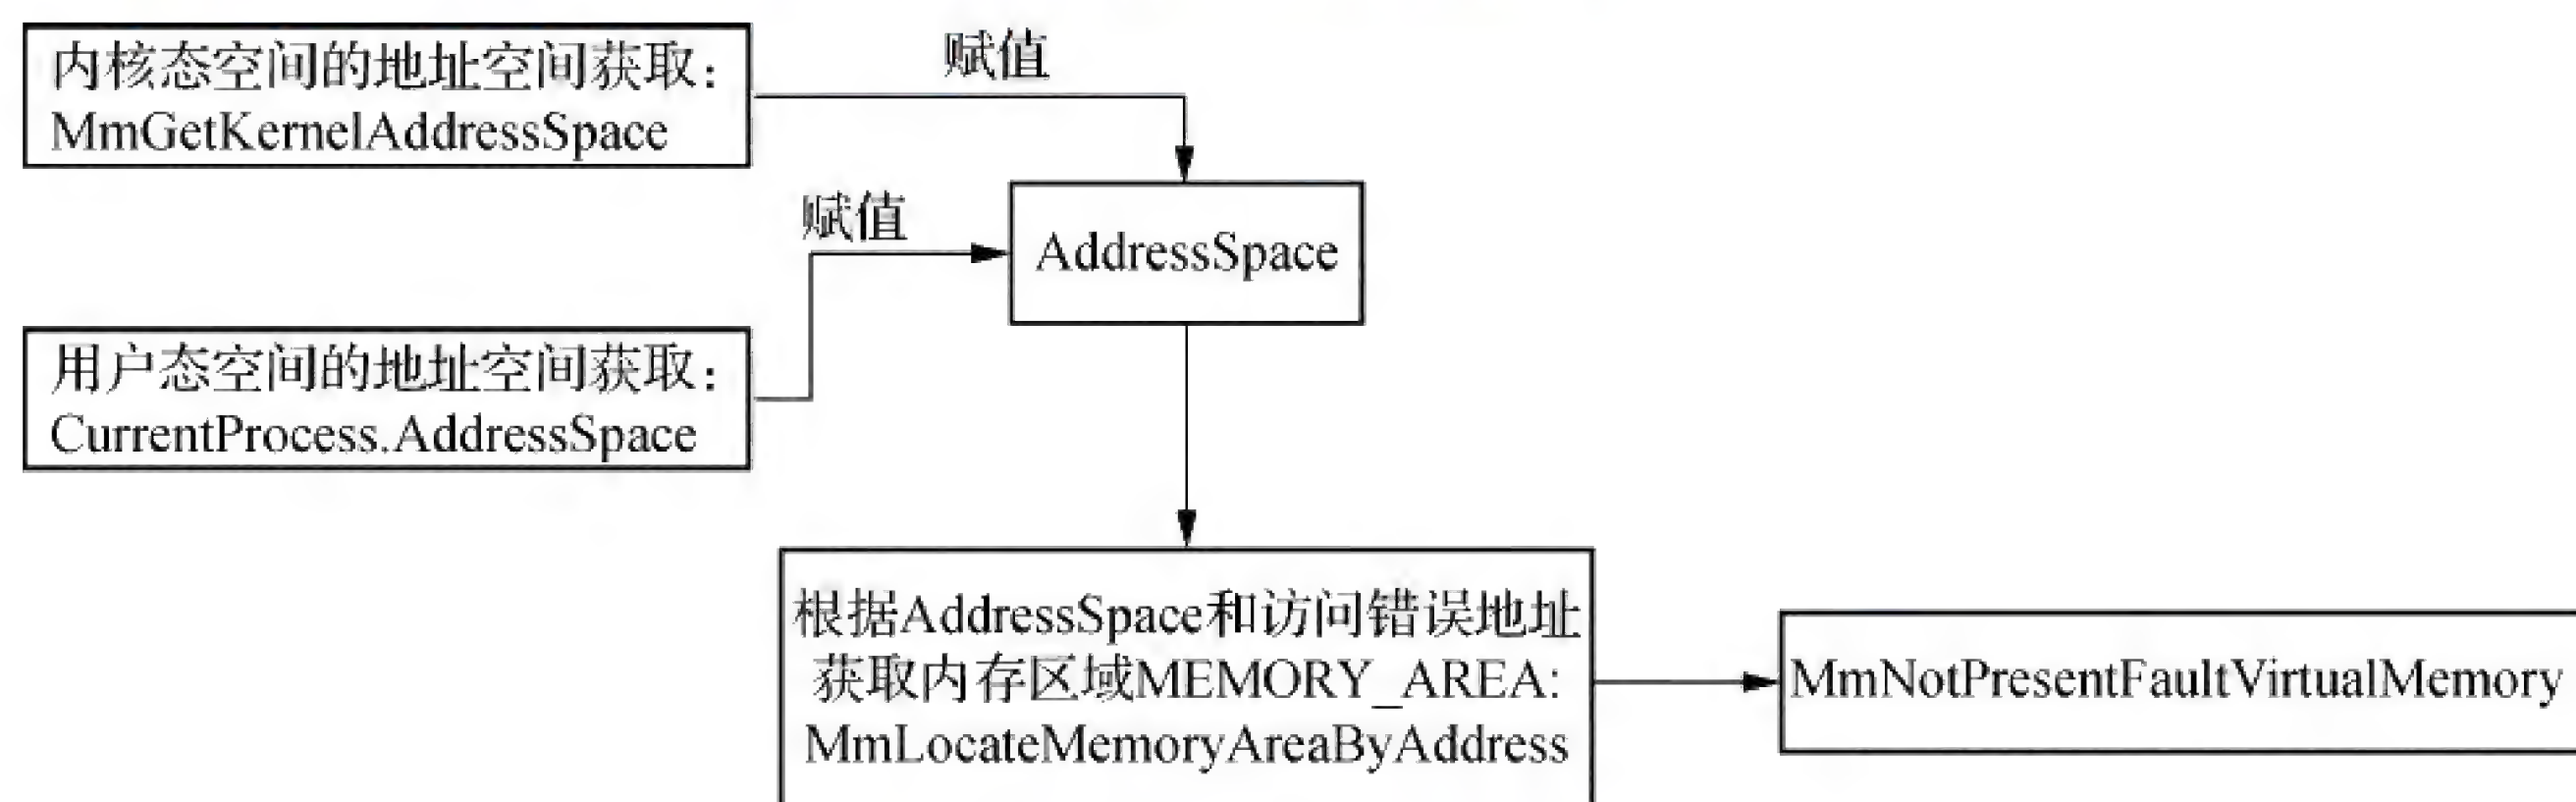 内核态空间的地址空间获取:
MmGetKernelAddressSpace
赋值
赋值
AddressSpace
用户态空间的地址空间获取:
CurrentProcess.AddressSpace
根据AddressSpace和访问错误地址
获取内存区域MEMORY_AREA:
MmLocateMemoryAreaByAddress
MmNotPresentFaultVirtualMemory